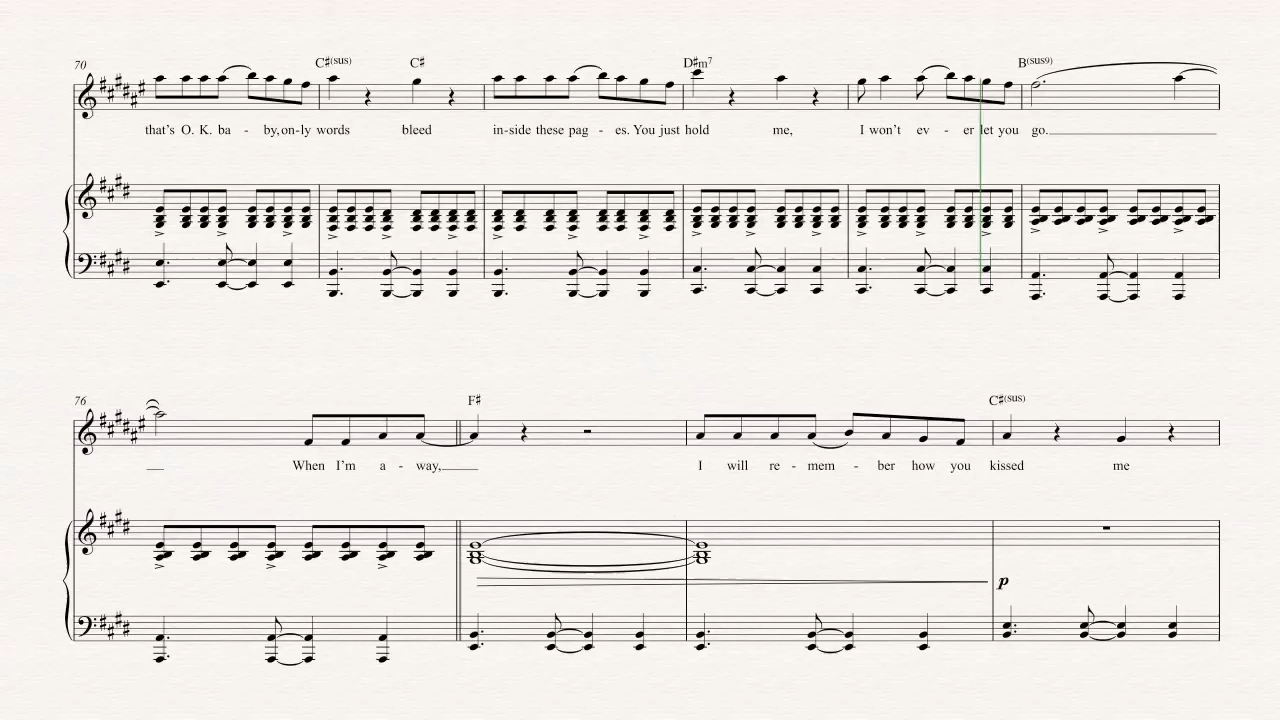 70 C♯(sus) C♯ D♯m7 B(sus9)
that's O. K. ba - by, on-ly words bleed in-side these pag - es. You just hold me, I won't ev - er let you go.
76 F♯ C♯(sus)
When I'm a - way, I will re - mem - ber how you kissed me
p